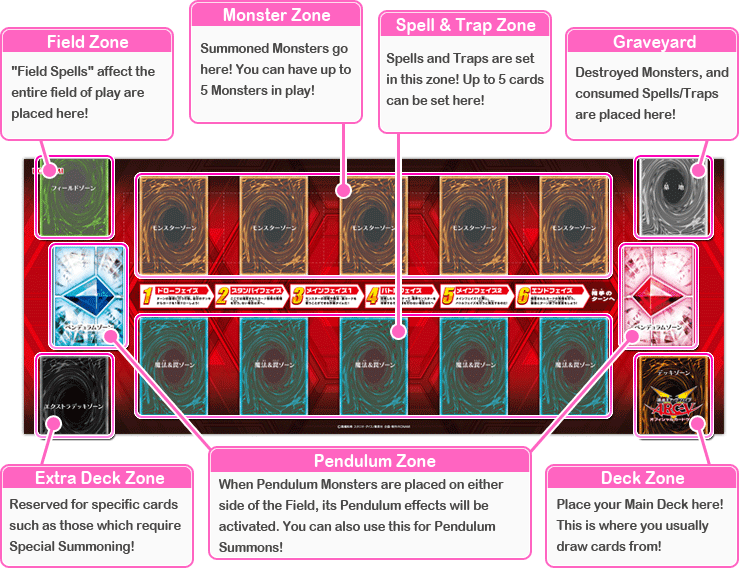 Monster Zone
Summoned Monsters go
here! You can have up to
5 Monsters in play!
Spell & Trap Zone
Spells and Traps are set
in this zone! Up to 5 cards
can be set here!
Field Zone
"Field Spells" affect the
entire field of play are
placed here!
Graveyard
Destroyed Monsters, and
consumed Spells/Traps
are placed here!
フィールドゾーン
モンスターゾーン
モンスターゾーン
モンスターゾーン
モンスターゾーン
モンスターゾーン
墓 地
ペンデュラムゾーン
1 ドローフェイズ
2 スタンバイフェイズ
3 メインフェイズ1
4 バトルフェイズ
5 メインフェイズ2
6 エンドフェイズ
相手の
ターンへ
ペンデュラムゾーン
エクストラデッキゾーン
魔法&罠ゾーン
魔法&罠ゾーン
魔法&罠ゾーン
魔法&罠ゾーン
魔法&罠ゾーン
デッキゾーン
ARC-V
Extra Deck Zone
Reserved for specific cards
such as those which require
Special Summoning!
Pendulum Zone
When Pendulum Monsters are placed on either
side of the Field, its Pendulum effects will be
activated. You can also use this for Pendulum
Summons!
Deck Zone
Place your Main Deck here!
This is where you usually
draw cards from!